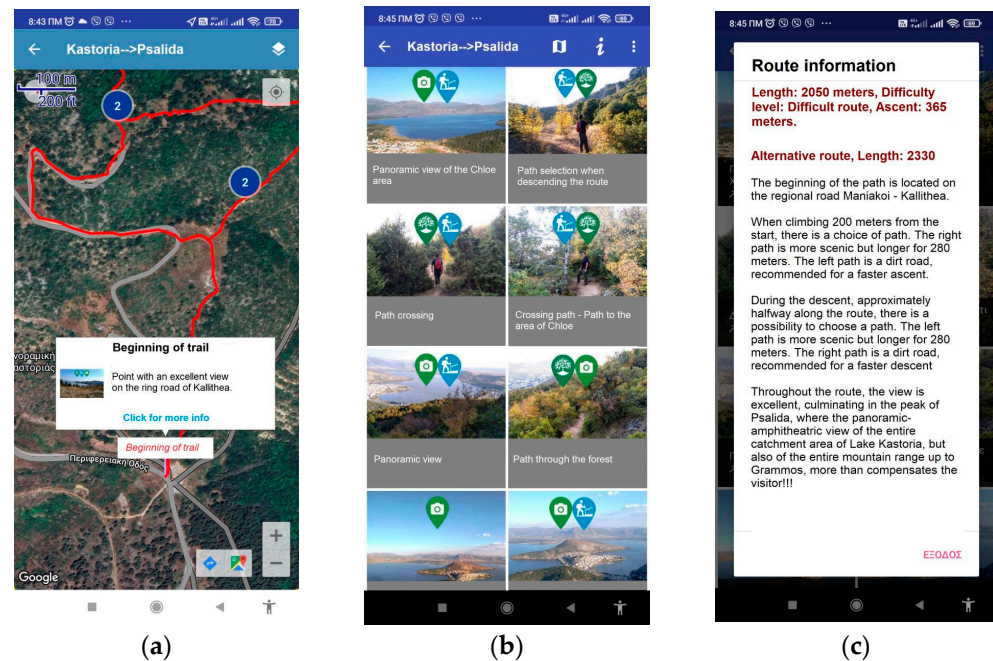 8:43 ПМ
70
Kastoria-->Psalida
100 m
200 ft
2
2
Beginning of trail
Point with an excellent view
on the ring road of Kallithea.
Click for more info
Beginning of trail
Περιφερειακή Οδός
Google
(a)
8:45 ПМ
69
Kastoria-->Psalida
Panoramic view of the Chloe
area
Path selection when
descending the route
Path crossing
Crossing path - Path to the
area of Chloe
Panoramic view
Path through the forest
(b)
8:45 ПМ
69
Route information
Length: 2050 meters, Difficulty
level: Difficult route, Ascent: 365
meters.
Alternative route, Length: 2330
The beginning of the path is located on
the regional road Maniakoi - Kallithea.
When climbing 200 meters from the
start, there is a choice of path. The right
path is more scenic but longer for 280
meters. The left path is a dirt road,
recommended for a faster ascent.
During the descent, approximately
halfway along the route, there is a
possibility to choose a path. The left
path is more scenic but longer for 280
meters. The right path is a dirt road,
recommended for a faster descent
Throughout the route, the view is
excellent, culminating in the peak of
Psalida, where the panoramic-
amphitheatric view of the entire
catchment area of Lake Kastoria, but
also of the entire mountain range up to
Grammos, more than compensates the
visitor!!!
ΕΞΟΔΟΣ
(c)